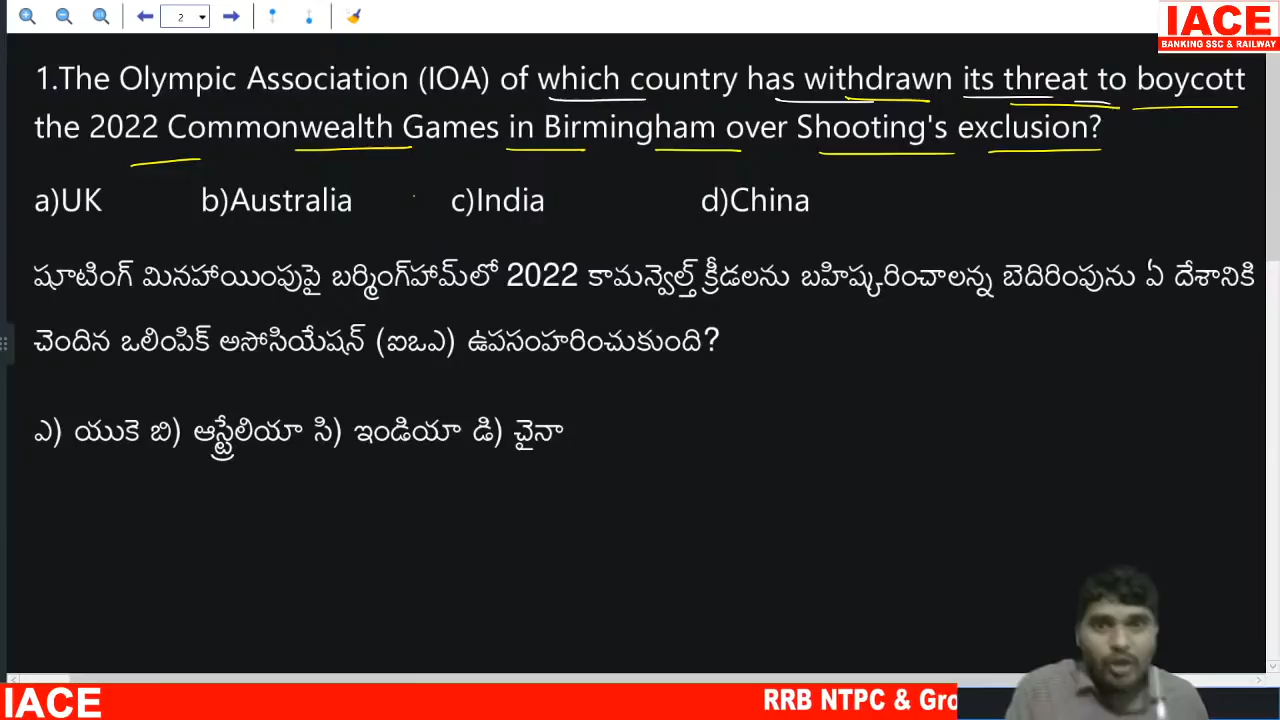 2
IACE
BANKING SSC & RAILWAY
1.The Olympic Association (IOA) of which country has withdrawn its threat to boycott
the 2022 Commonwealth Games in Birmingham over Shooting's exclusion?
a)UK b)Australia c)India d)China
షూటింగ్ మినహాయింపుపై బర్మింగ్‌హామ్‌లో 2022 కామన్వెల్త్ క్రీడలను బహిష్కరించాలన్న బెదిరింపును ఏ దేశానికి
చెందిన ఒలింపిక్ అసోసియేషన్ (ఐఒఎ) ఉపసంహరించుకుంది?
ఎ) యుకె బి) ఆస్ట్రేలియా సి) ఇండియా డి) చైనా
IACE
RRB NTPC & Gro